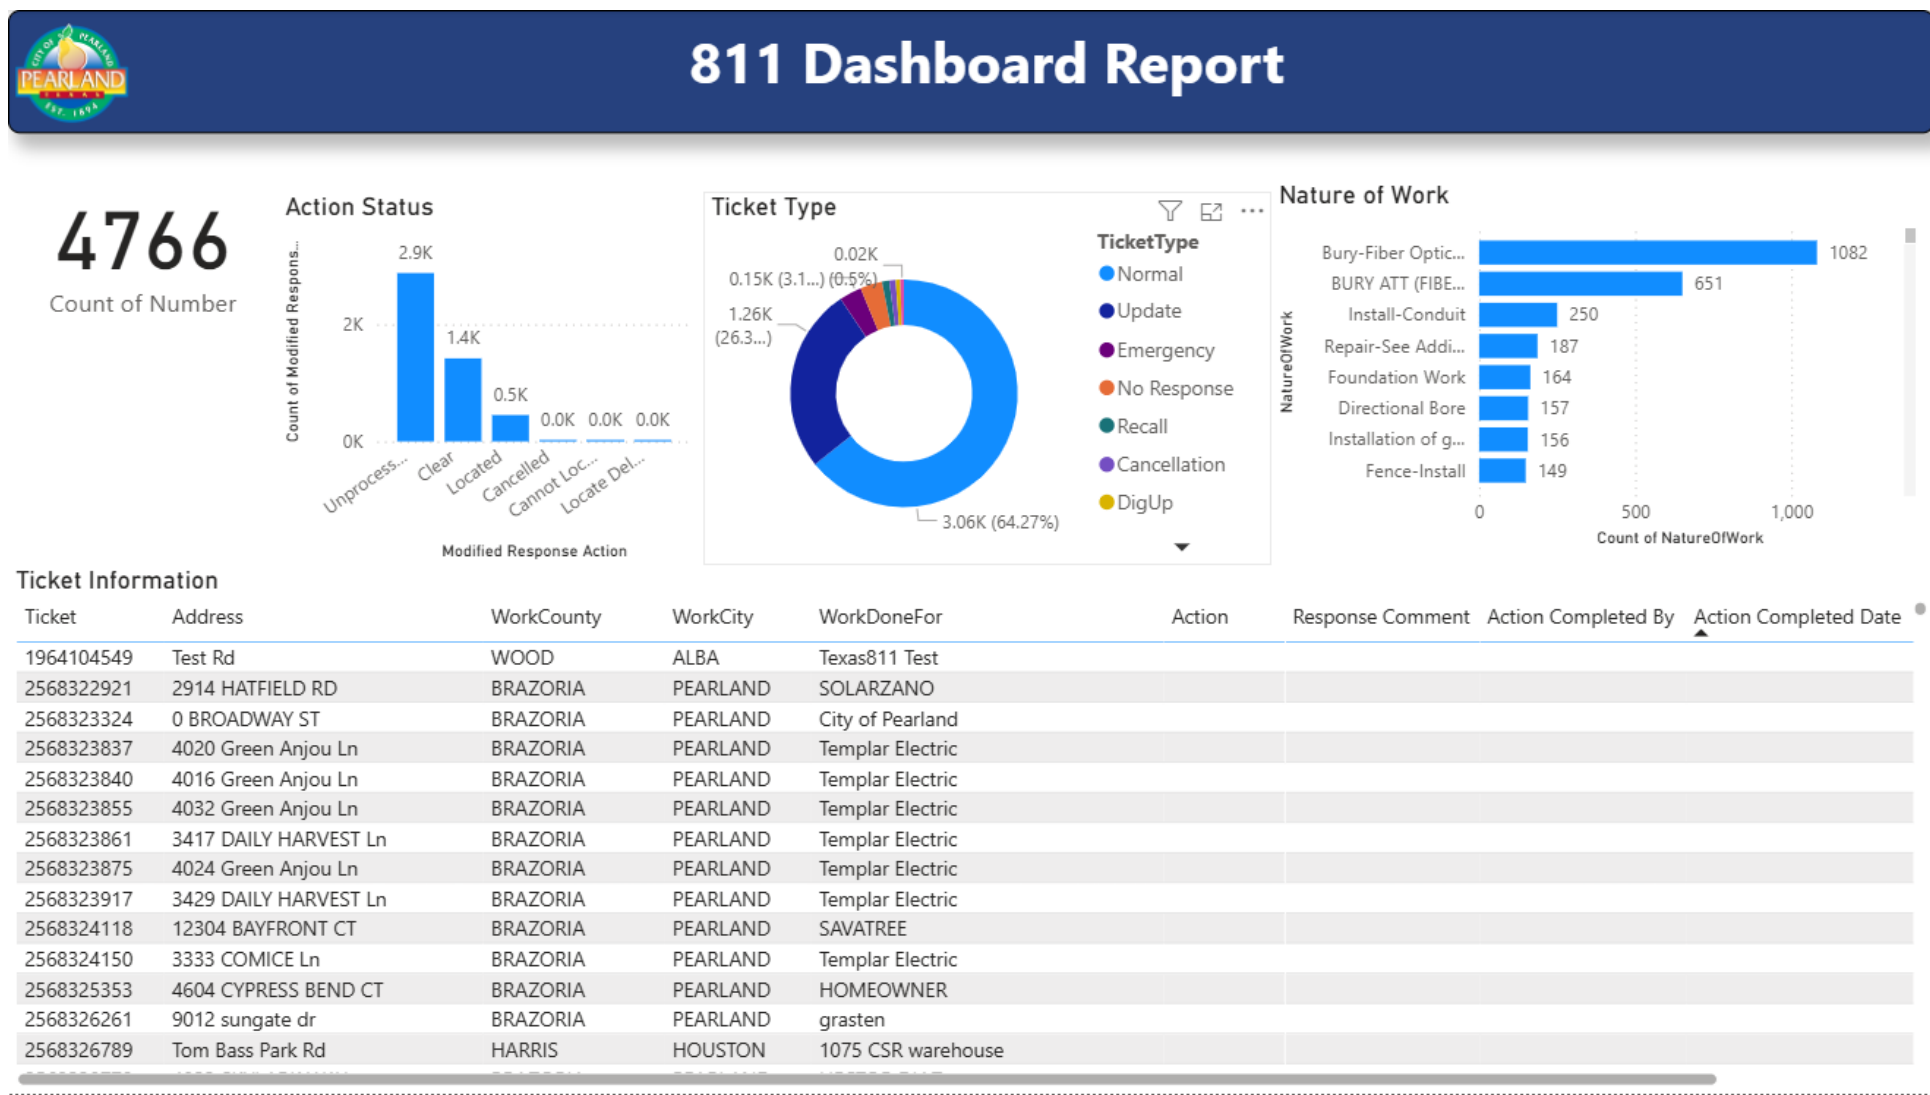 CITY OF PEARLAND
PEARLAND
TEXAS
EST. 1894
811 Dashboard Report
4766
Count of Number
Action Status
Count of Modified Respons...
2.9K
2K
1.4K
0.5K
0.0K 0.0K 0.0K
0K
Unprocess... Clear Located Cancelled Cannot Loc... Locate Del...
Modified Response Action
Ticket Type
0.02K
0.15K (3.1...) (0.5%)
1.26K
(26.3...)
3.06K (64.27%)
TicketType
Normal
Update
Emergency
No Response
Recall
Cancellation
DigUp
Nature of Work
NatureOfWork
Bury-Fiber Optic... 1082
BURY ATT (FIBE... 651
Install-Conduit 250
Repair-See Addi... 187
Foundation Work 164
Directional Bore 157
Installation of g... 156
Fence-Install 149
0 500 1,000
Count of NatureOfWork
Ticket Information
Ticket Address WorkCounty WorkCity WorkDoneFor Action Response Comment Action Completed By Action Completed Date
1964104549 Test Rd WOOD ALBA Texas811 Test
2568322921 2914 HATFIELD RD BRAZORIA PEARLAND SOLARZANO
2568323324 0 BROADWAY ST BRAZORIA PEARLAND City of Pearland
2568323837 4020 Green Anjou Ln BRAZORIA PEARLAND Templar Electric
2568323840 4016 Green Anjou Ln BRAZORIA PEARLAND Templar Electric
2568323855 4032 Green Anjou Ln BRAZORIA PEARLAND Templar Electric
2568323861 3417 DAILY HARVEST Ln BRAZORIA PEARLAND Templar Electric
2568323875 4024 Green Anjou Ln BRAZORIA PEARLAND Templar Electric
2568323917 3429 DAILY HARVEST Ln BRAZORIA PEARLAND Templar Electric
2568324118 12304 BAYFRONT CT BRAZORIA PEARLAND SAVATREE
2568324150 3333 COMICE Ln BRAZORIA PEARLAND Templar Electric
2568325353 4604 CYPRESS BEND CT BRAZORIA PEARLAND HOMEOWNER
2568326261 9012 sungate dr BRAZORIA PEARLAND grasten
2568326789 Tom Bass Park Rd HARRIS HOUSTON 1075 CSR warehouse